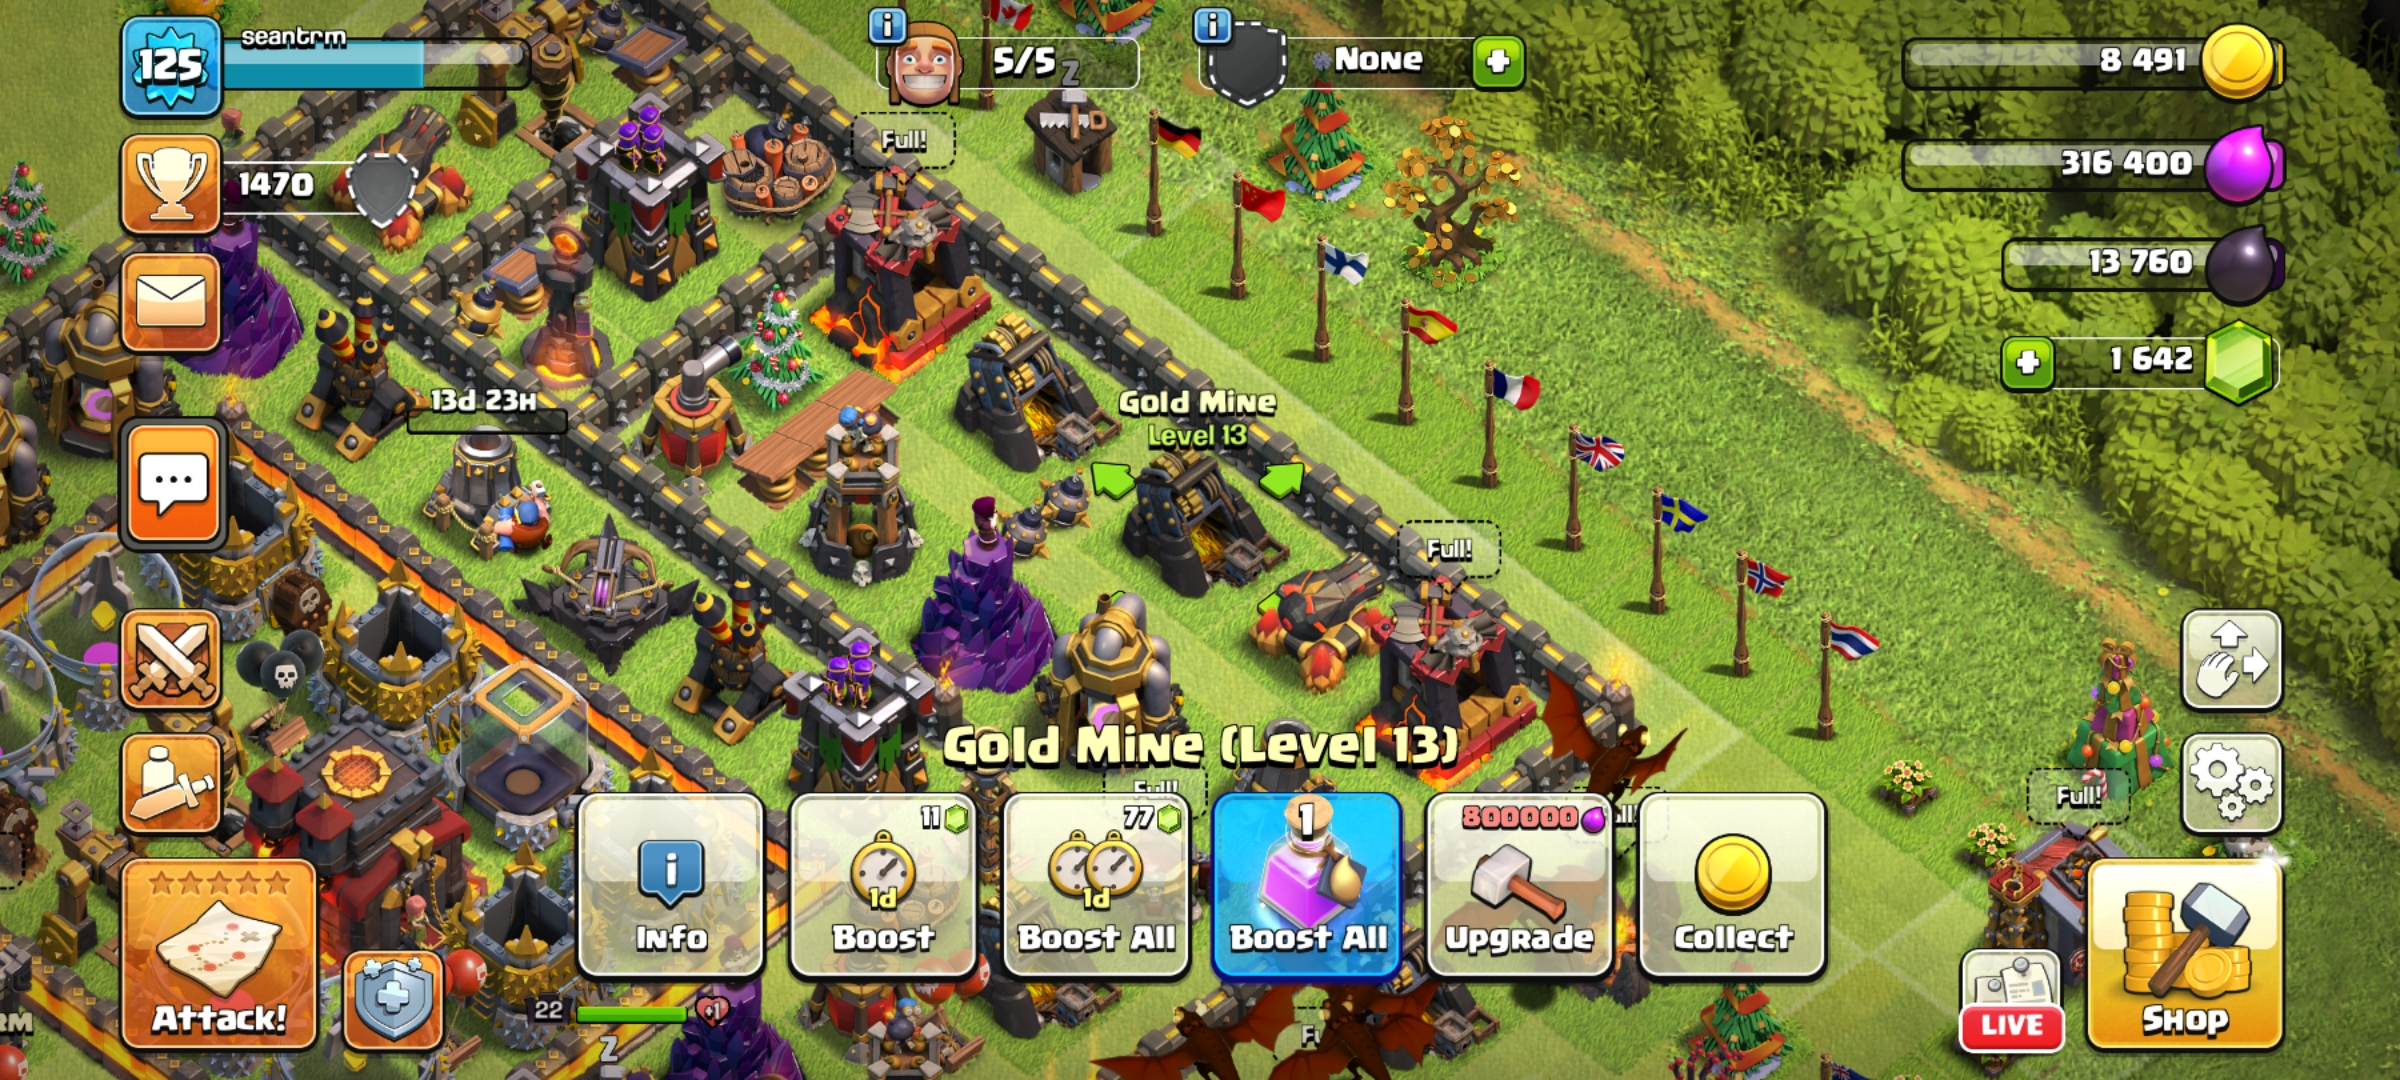 125
seantrm
5/5
Z
None
8 491
Full!
1470
316 400
13 760
1 642
13d 23h
Gold Mine
Level 13
Full!
Gold Mine (Level 13)
Full!
Full!
11
77
1
800000
1d
1d
Info
Boost
Boost All
Boost All
Upgrade
Collect
Attack!
22
+1
Z
LIVE
Shop